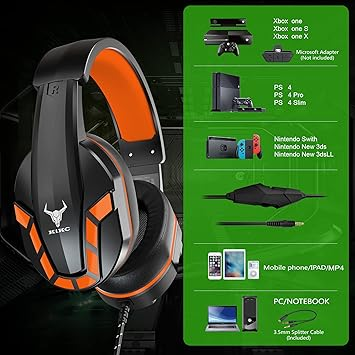 R
KIKC
Xbox one
Xbox one S
Xbox one X
Microsoft Adapter
(Not included)
PS 4
PS 4 Pro
PS 4 Slim
Nintendo Swith
Nintendo New 3ds
Nintendo New 3dsLL
Mobile phone/IPAD/MP4
PC/NOTEBOOK
3.5mm Splitter Cable
(Included)